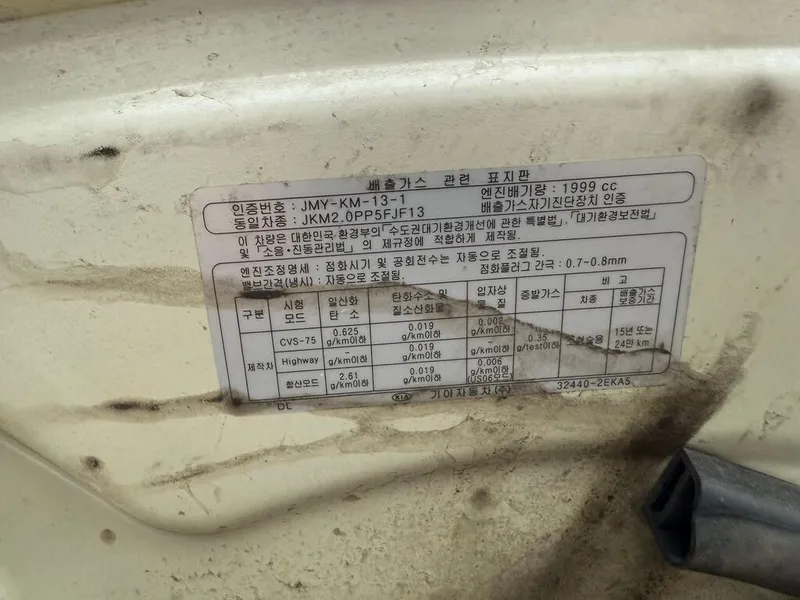 배출가스 관련 표지판
인증번호 : JMY-KM-13-1 엔진배기량 : 1999 cc
동일차종 : JKM2.0PP5FJF13 배출가스자기진단장치 인증
이 차량은 대한민국 환경부의 「수도권대기환경개선에 관한 특별법」, 「대기환경보전법」
및 「소음·진동관리법」의 제규정에 적합하게 제작됨.
엔진조정명세 : 점화시기 및 공회전수는 자동으로 조절됨.
밸브간격(냉시) : 자동으로 조절됨. 점화플러그 간극 : 0.7~0.8mm
구분 시험모드 일산화탄소 탄화수소 및 질소산화물 입자상물질 증발가스 비고
차종 배출가스 보증기간
제작차 CVS-75 0.625 g/km이하 0.019 g/km이하 0.002 g/km이하 0.35 g/test이하 소형승용 15년 또는 24만 km
Highway - g/km이하 0.019 g/km이하 - g/km이하
합산모드 2.61 g/km이하 0.019 g/km이하 0.006 g/km이하 (US06모드)
DL KIA 기아자동차(주) 32440-2EKA5